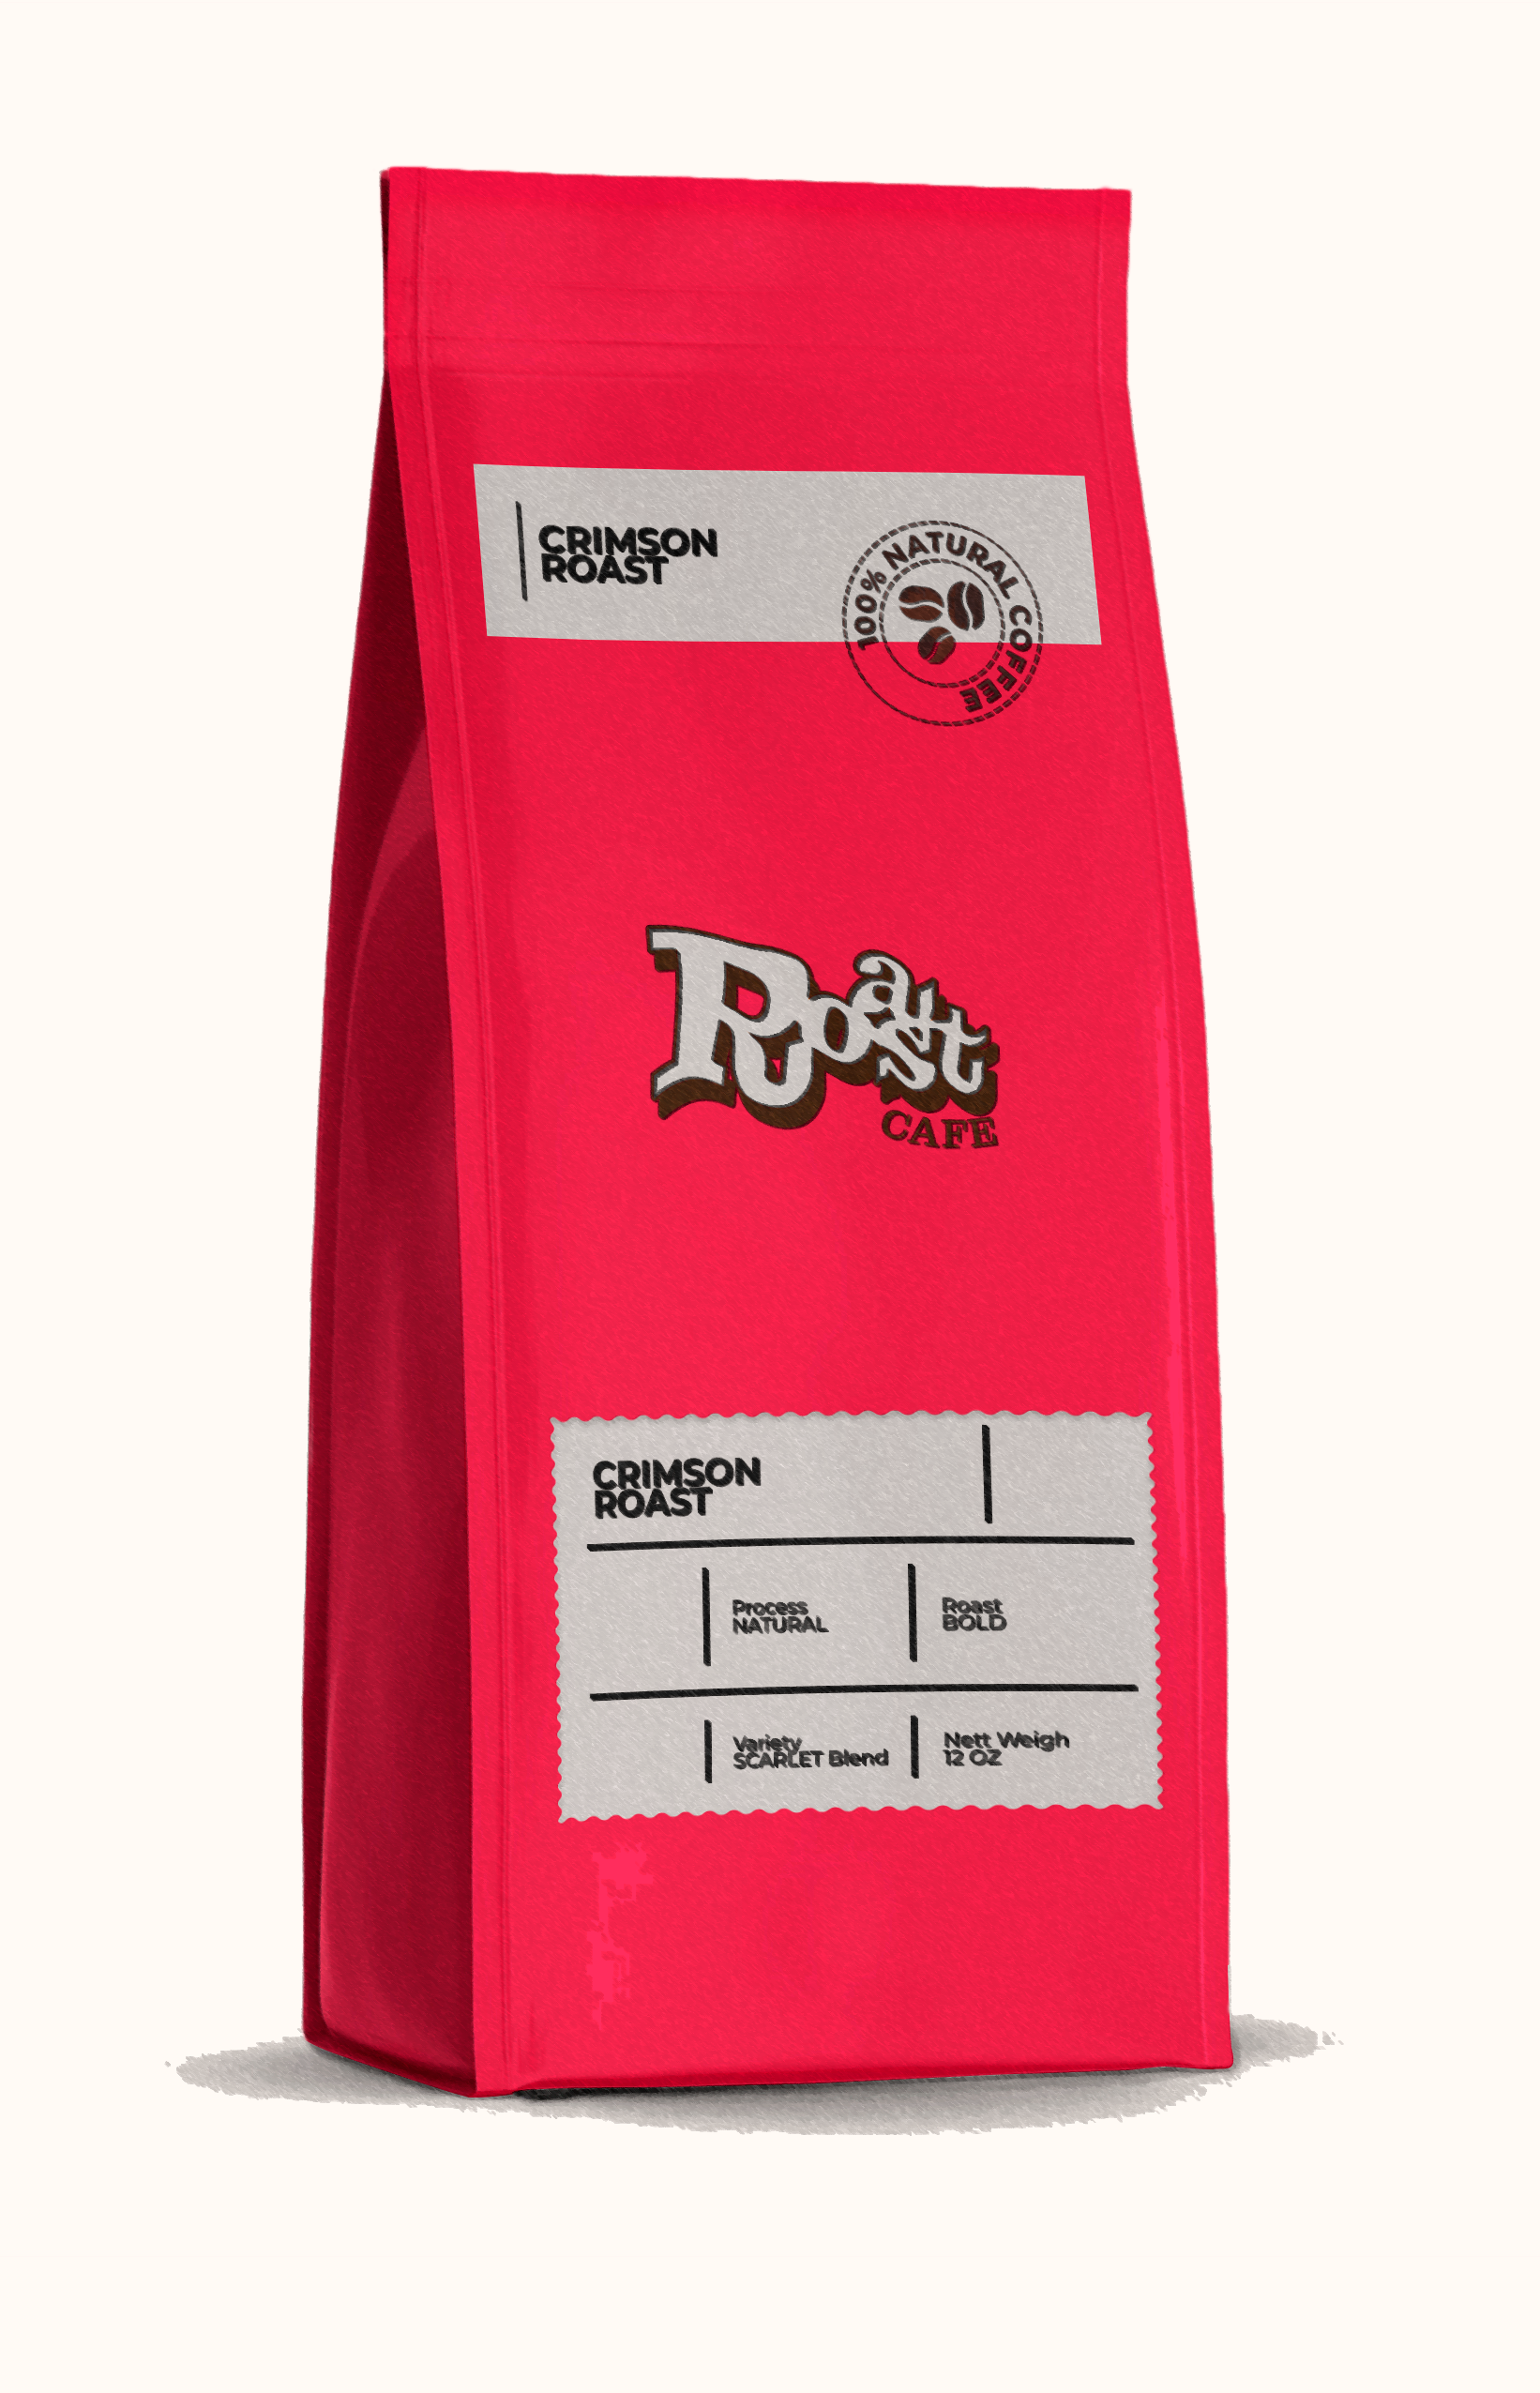 CRIMSON
ROAST
100% NATURAL COFFEE
Roast
CAFE
CRIMSON
ROAST
Process
NATURAL
Roast
BOLD
Variety
SCARLET Blend
Nett Weigh
12 OZ